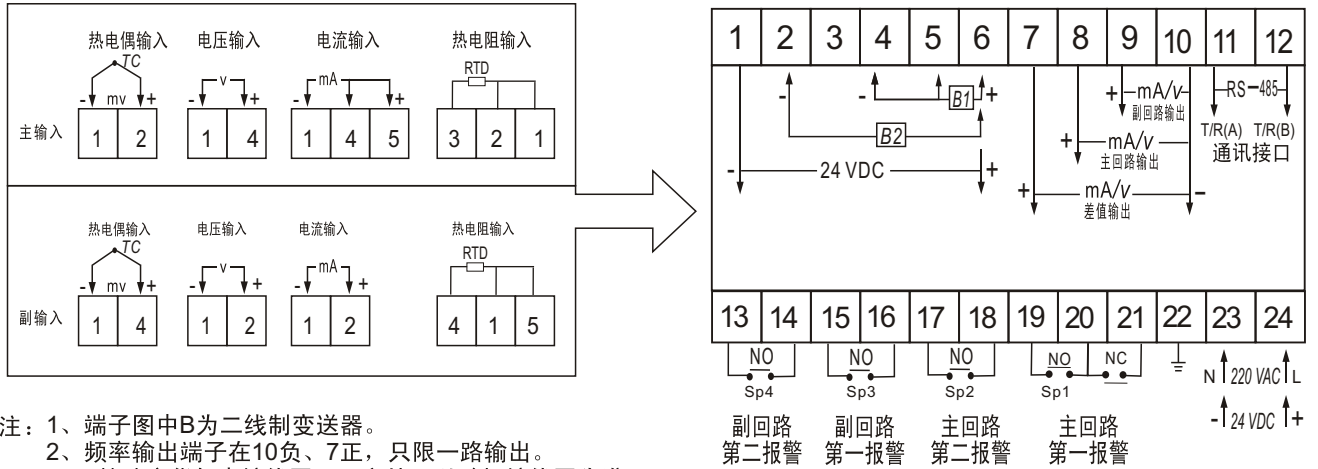 热电偶输入 电压输入 电流输入 热电阻输入
TC v mA RTD
- mv + - + - + 
主输入 1 2 1 4 1 4 5 3 2 1
热电偶输入 电压输入 电流输入 热电阻输入
TC v mA RTD
- mv + - + - +
副输入 1 4 1 2 1 2 4 1 5
1 2 3 4 5 6 7 8 9 10 11 12
- - B1 + + mA/v - RS-485
副回路输出
B2 T/R(A) T/R(B)
+ mA/v 通讯接口
主回路输出
- 24 VDC + + mA/v -
差值输出
13 14 15 16 17 18 19 20 21 22 23 24
NO NO NO NO NC
Sp4 Sp3 Sp2 Sp1 N 220 VAC L
- 24 VDC +
副回路 副回路 主回路 主回路
第二报警 第一报警 第二报警 第一报警
注：1、端子图中B为二线制变送器。
2、频率输出端子在10负、7正，只限一路输出。